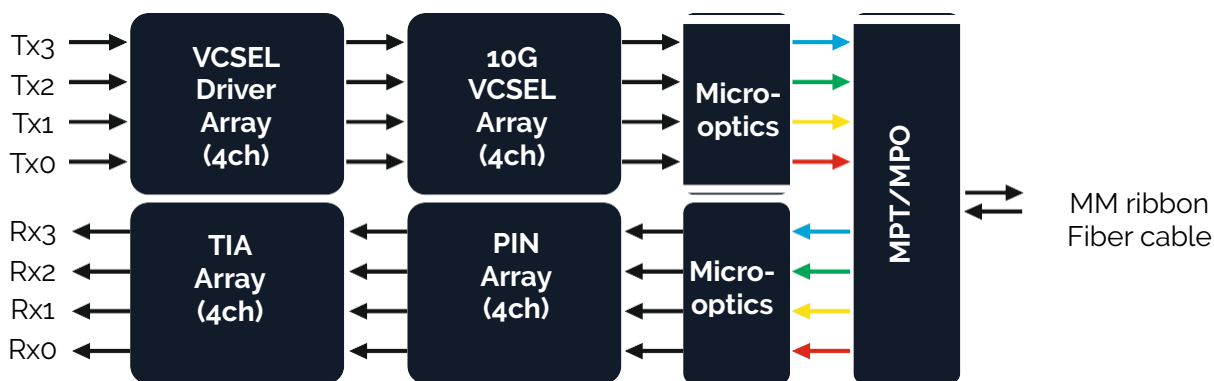 Tx3
Tx2
Tx1
Tx0
VCSEL
Driver
Array
(4ch)
10G
VCSEL
Array
(4ch)
Micro-
optics
MPT/MPO
MM ribbon
Fiber cable
Rx3
Rx2
Rx1
Rx0
TIA
Array
(4ch)
PIN
Array
(4ch)
Micro-
optics